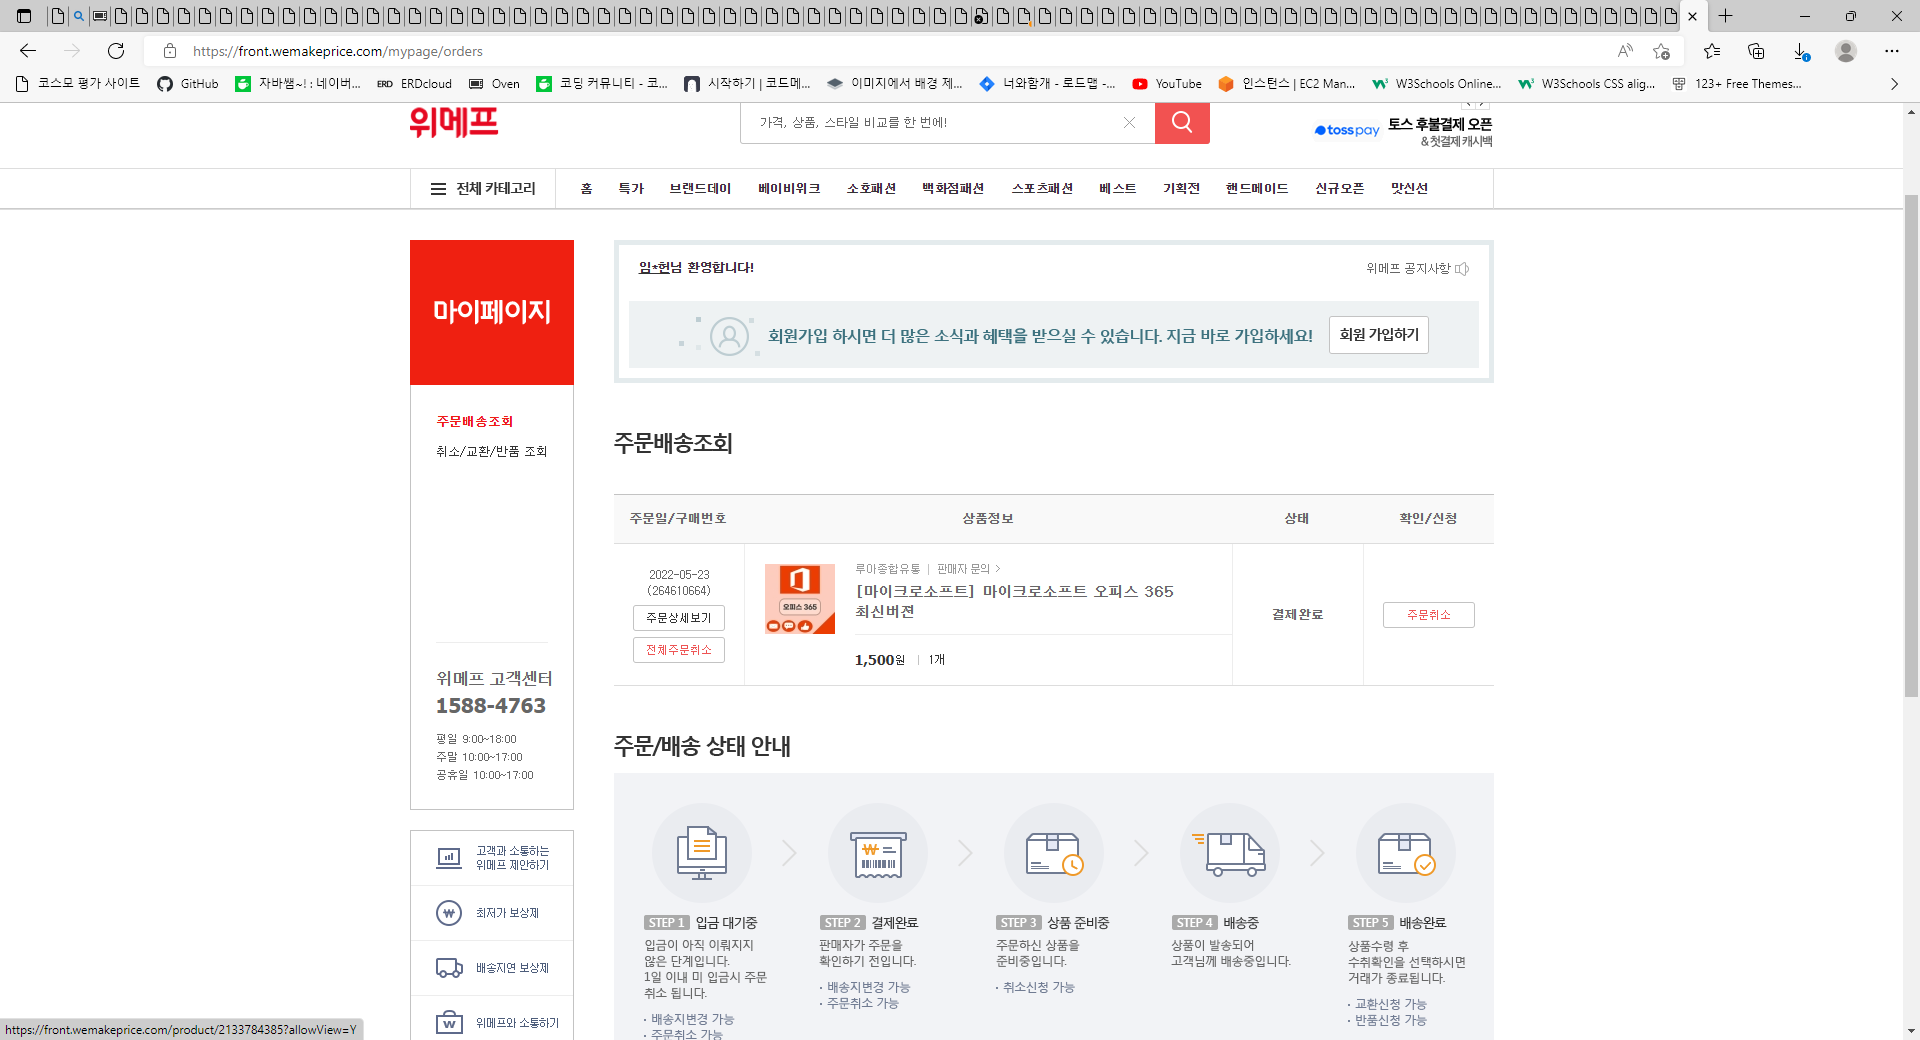 https://front.wemakeprice.com/mypage/orders
코스모 평가 사이트
GitHub
자바쌤~! : 네이버...
ERD ERDcloud
Oven
코딩 커뮤니티 - 코...
시작하기 | 코드메...
이미지에서 배경 제...
너와함개 - 로드맵 -...
YouTube
인스턴스 | EC2 Man...
W3Schools Online...
W3Schools CSS alig...
123+ Free Themes...
위메프
가격, 상품, 스타일 비교를 한 번에!
toss pay 토스 후불결제 오픈
& 첫결제 캐시백
전체 카테고리
홈
특가
브랜드데이
베이비위크
소호패션
백화점패션
스포츠패션
베스트
기획전
핸드메이드
신규오픈
맛신선
마이페이지
임*헌님 환영합니다!
위메프 공지사항
회원가입 하시면 더 많은 소식과 혜택을 받으실 수 있습니다. 지금 바로 가입하세요!
회원 가입하기
주문배송조회
취소/교환/반품 조회
위메프 고객센터
1588-4763
평일 9:00~18:00
주말 10:00~17:00
공휴일 10:00~17:00
고객과 소통하는
위메프 제안하기
최저가 보상제
배송지연 보상제
위메프와 소통하기
주문배송조회
주문일/구매번호
상품정보
상태
확인/신청
2022-05-23
(264610664)
주문상세보기
전체주문취소
오피스 365
루아종합유통 | 판매자 문의 >
[마이크로소프트] 마이크로소프트 오피스 365
최신버젼
1,500원 | 1개
결제완료
주문취소
주문/배송 상태 안내
STEP 1 입금 대기중
입금이 아직 이뤄지지
않은 단계입니다.
1일 이내 미 입금시 주문
취소 됩니다.
· 배송지변경 가능
· 주문취소 가능
STEP 2 결제완료
판매자가 주문을
확인하기 전입니다.
· 배송지변경 가능
· 주문취소 가능
STEP 3 상품 준비중
주문하신 상품을
준비중입니다.
· 취소신청 가능
STEP 4 배송중
상품이 발송되어
고객님께 배송중입니다.
STEP 5 배송완료
상품수령 후
수취확인을 선택하시면
거래가 종료됩니다.
· 교환신청 가능
· 반품신청 가능
https://front.wemakeprice.com/product/2133784385?allowView=Y